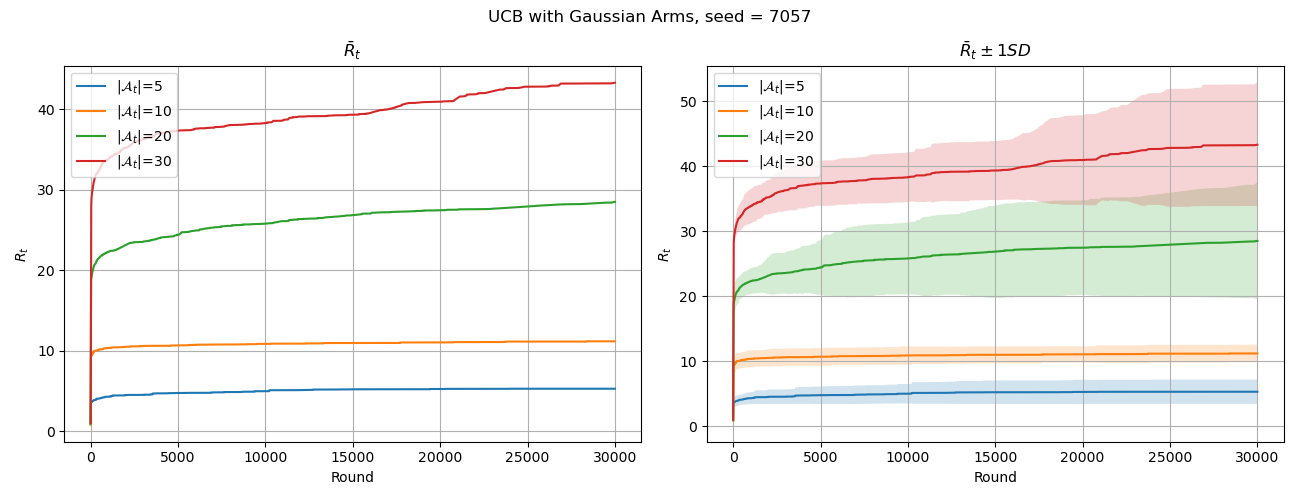 UCB with Gaussian Arms, seed = 7057
R̄ₜ
|𝒜ₜ|=5
|𝒜ₜ|=10
|𝒜ₜ|=20
|𝒜ₜ|=30
40
30
20
10
0
Rₜ
0 5000 10000 15000 20000 25000 30000
Round
R̄ₜ ± 1SD
|𝒜ₜ|=5
|𝒜ₜ|=10
|𝒜ₜ|=20
|𝒜ₜ|=30
50
40
30
20
10
0
Rₜ
0 5000 10000 15000 20000 25000 30000
Round